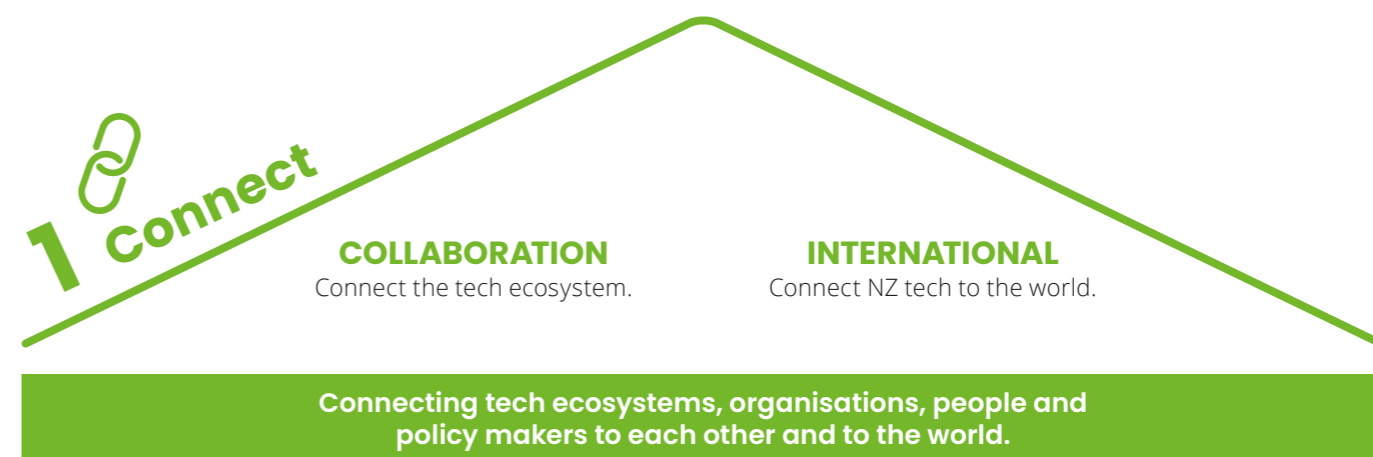 1 Connect
COLLABORATION
Connect the tech ecosystem.
INTERNATIONAL
Connect NZ tech to the world.
Connecting tech ecosystems, organisations, people and
policy makers to each other and to the world.